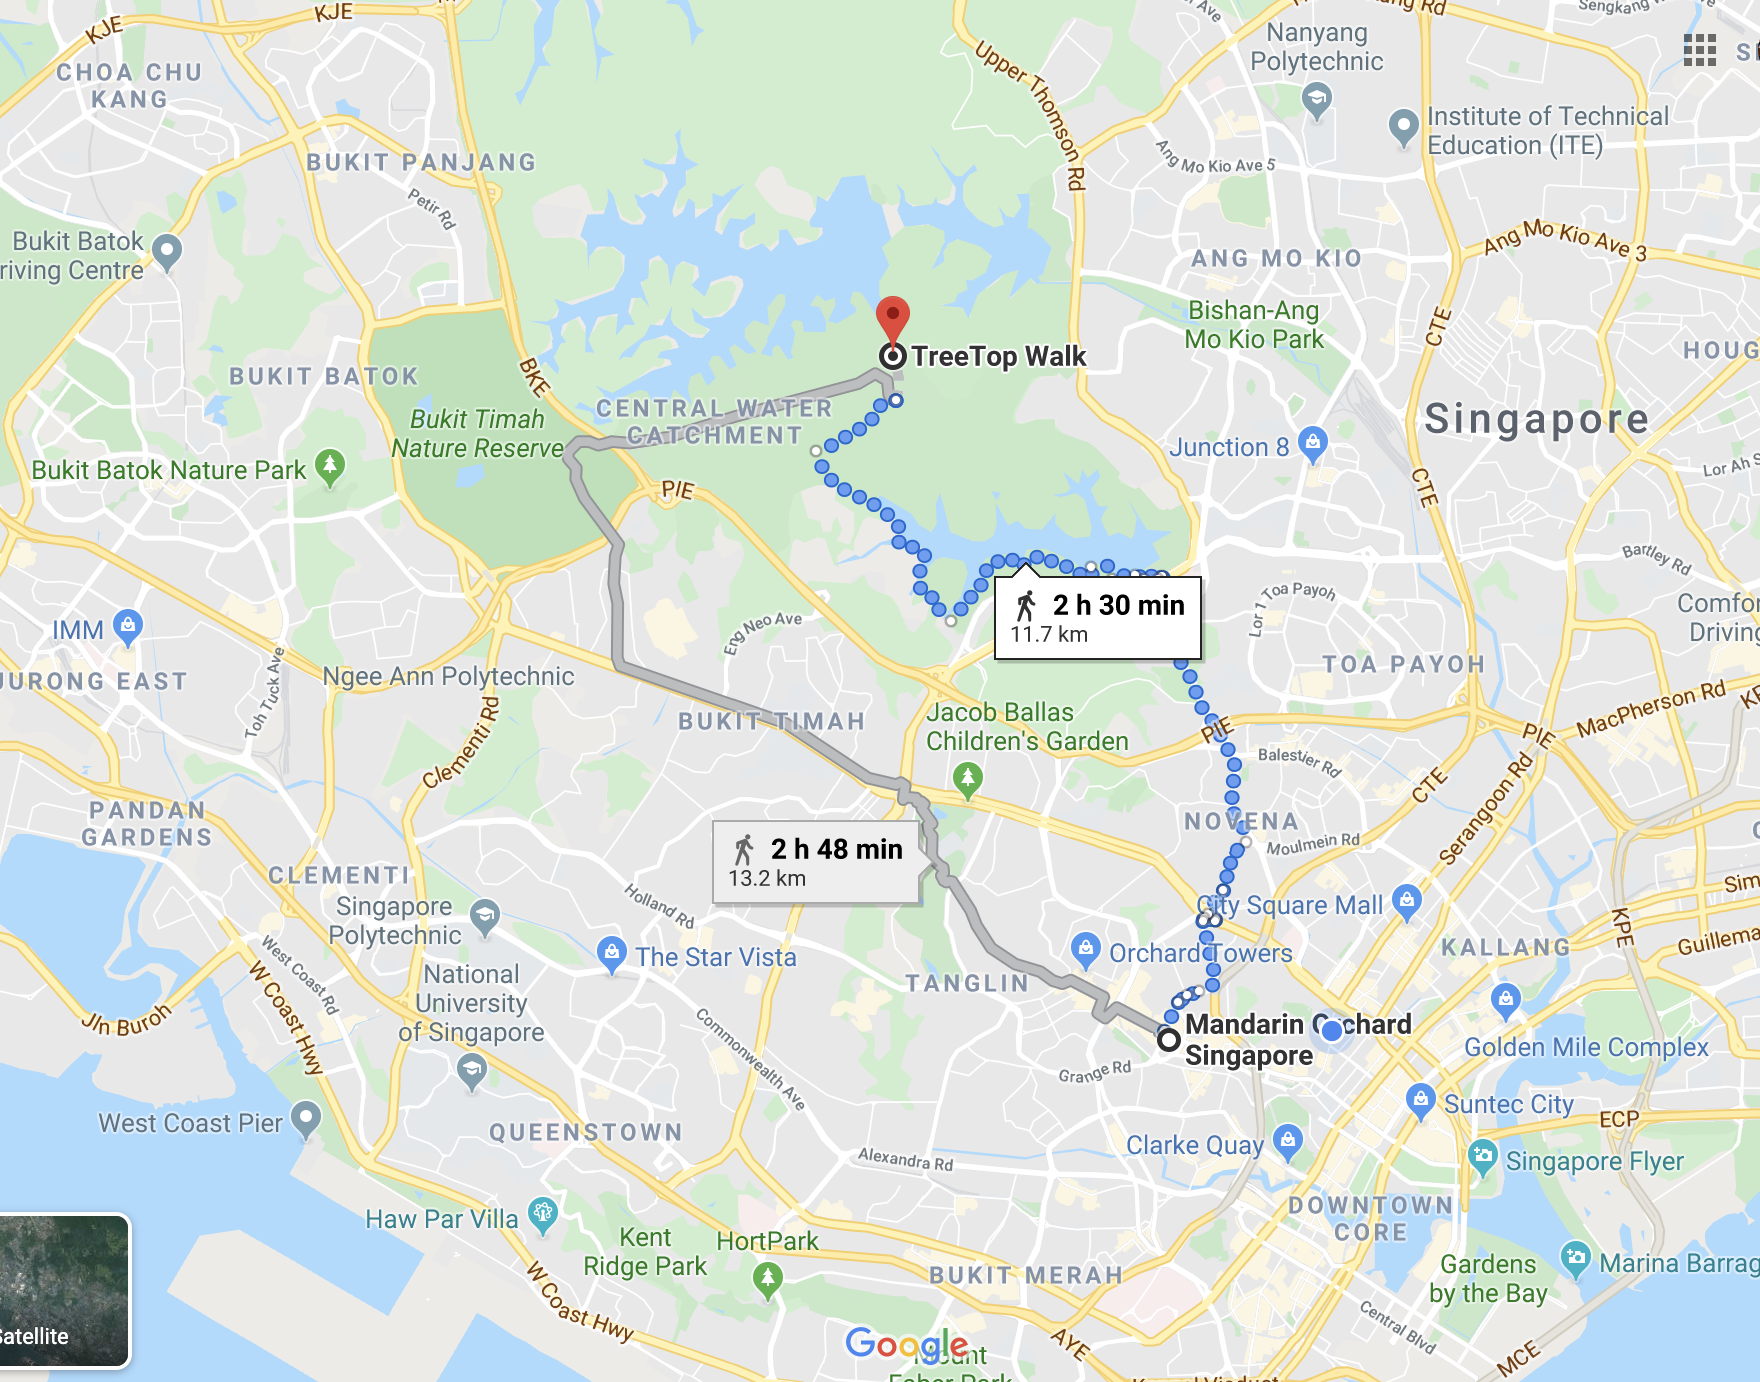 KJE
KJE
Sengkang
CHOA CHU
KANG
Nanyang
Polytechnic
Upper Thomson Rd
Institute of Technical
Education (ITE)
BUKIT PANJANG
Petir Rd
Ang Mo Kio Ave 5
Bukit Batok
riving Centre
Ang Mo Kio Ave 3
ANG MO KIO
Bishan-Ang
Mo Kio Park
CTE
HOUG
TreeTop Walk
BUKIT BATOK
BKE
Bukit Timah
Nature Reserve
CENTRAL WATER
CATCHMENT
Singapore
Junction 8
Bukit Batok Nature Park
PIE
CTE
Lor Ah S
Bartley Rd
2 h 30 min
11.7 km
Lor 1 Toa Payoh
Comfo
Driving
IMM
Eng Neo Ave
TOA PAYOH
JURONG EAST
Toh Tuck Ave
Ngee Ann Polytechnic
Clementi Rd
BUKIT TIMAH
Jacob Ballas
Children's Garden
PIE
PIE
MacPherson Rd
Balestier Rd
CTE
Serangoon Rd
PANDAN
GARDENS
NOVENA
Moulmein Rd
2 h 48 min
13.2 km
CLEMENTI
Singapore
Polytechnic
Holland Rd
City Square Mall
Sim
KPE
KALLANG
Guillema
The Star Vista
Orchard Towers
West Coast Rd
W Coast Hwy
National
University
of Singapore
TANGLIN
Jln Buroh
Commonwealth Ave
Mandarin Orchard
Singapore
Golden Mile Complex
Grange Rd
West Coast Pier
QUEENSTOWN
Suntec City
ECP
Clarke Quay
Alexandra Rd
Singapore Flyer
Haw Par Villa
Kent
Ridge Park
HortPark
DOWNTOWN
CORE
BUKIT MERAH
Gardens
by the Bay
Marina Barrag
W Coast Hwy
Satellite
Google
Mount
Faber Park
AYE
Central Blvd
MCE